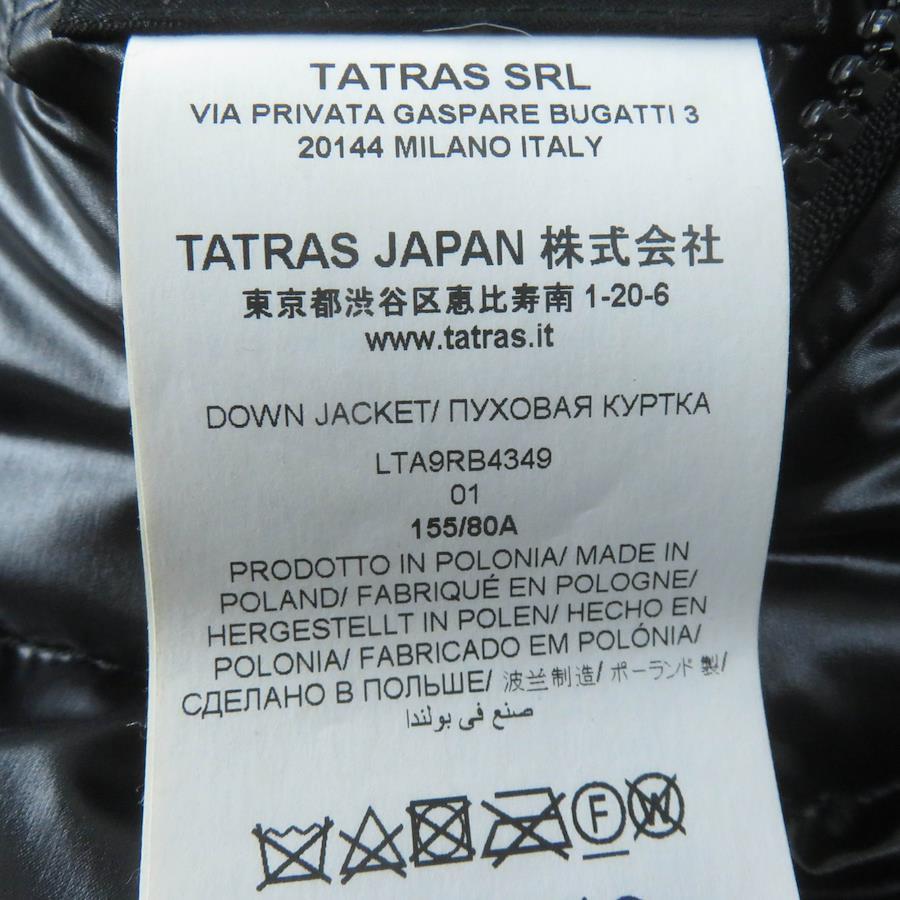 TATRAS SRL
VIA PRIVATA GASPARE BUGATTI 3
20144 MILANO ITALY
TATRAS JAPAN 株式会社
東京都渋谷区恵比寿南 1-20-6
www.tatras.it
DOWN JACKET/ ПУХОВАЯ КУРТКА
LTA9RB4349
01
155/80A
PRODOTTO IN POLONIA/ MADE IN
POLAND/ FABRIQUÉ EN POLOGNE/
HERGESTELLT IN POLEN/ HECHO EN
POLONIA/ FABRICADO EM POLÓNIA/
СДЕЛАНО В ПОЛЬШЕ/ 波兰制造/ ポーランド製/
صنع في بولندا
F W